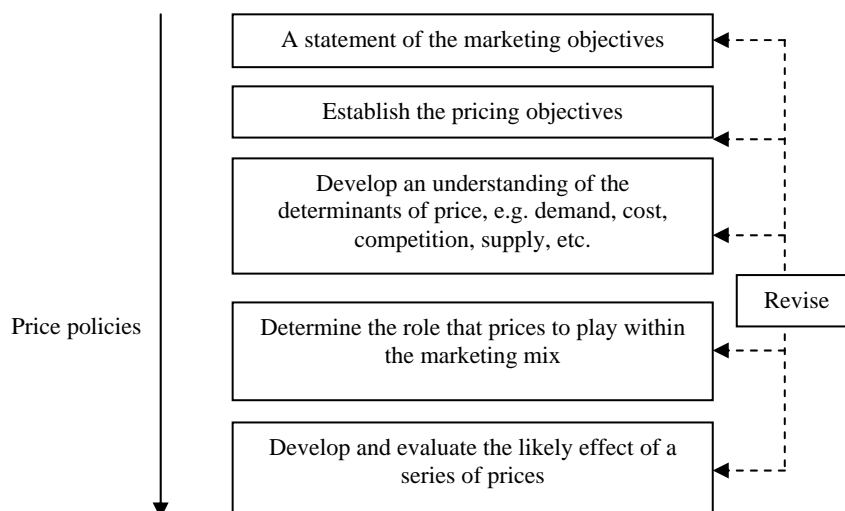 A statement of the marketing objectives
Establish the pricing objectives
Develop an understanding of the
determinants of price, e.g. demand, cost,
competition, supply, etc.
Revise
Price policies
Determine the role that prices to play within
the marketing mix
Develop and evaluate the likely effect of a
series of prices